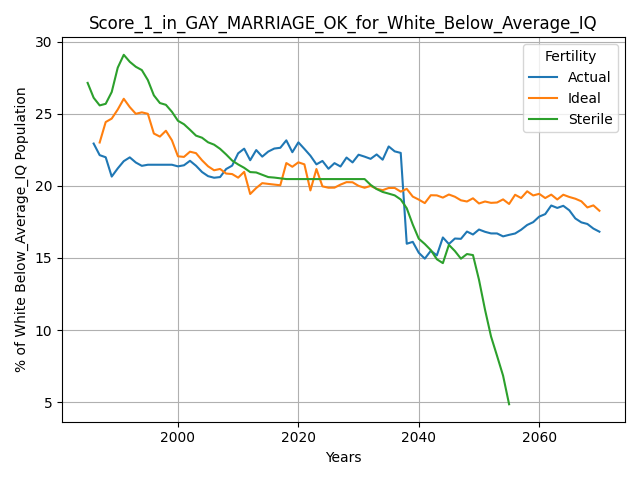 Score_1_in_GAY_MARRIAGE_OK_for_White_Below_Average_IQ
% of White Below_Average_IQ Population
30
25
20
15
10
5
Fertility
Actual
Ideal
Sterile
2000
2020
2040
2060
Years